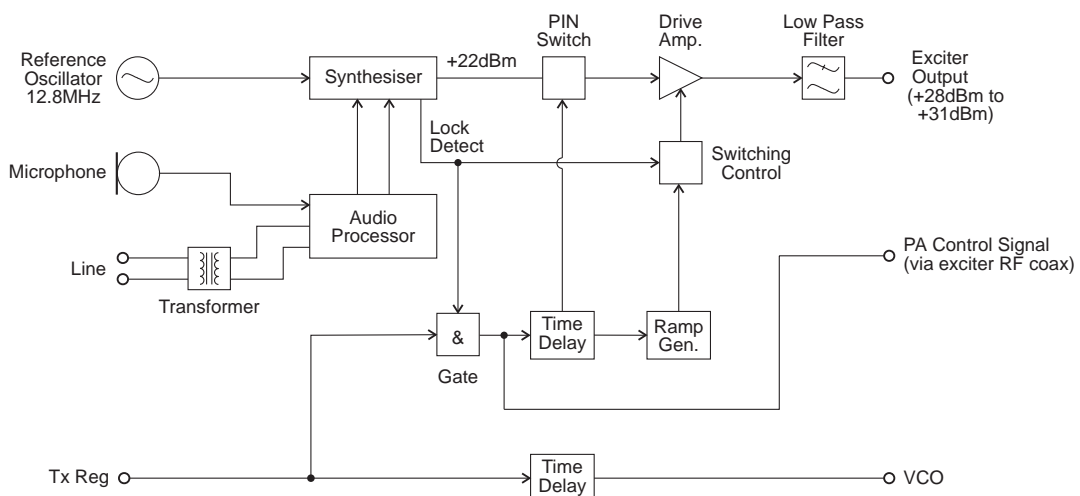 Reference
Oscillator
12.8MHz
Synthesiser
+22dBm
PIN
Switch
Drive
Amp.
Low Pass
Filter
Exciter
Output
(+28dBm to
+31dBm)
Lock
Detect
Switching
Control
Microphone
Audio
Processor
Line
Transformer
PA Control Signal
(via exciter RF coax)
&
Gate
Time
Delay
Ramp
Gen.
Tx Reg
Time
Delay
VCO